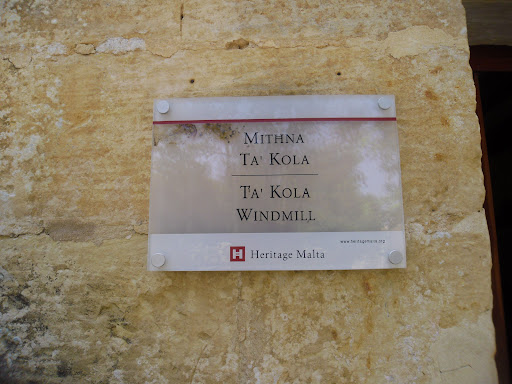 MITHNA
TA' KOLA
TA' KOLA
WINDMILL
www.heritagemalta.org
H Heritage Malta